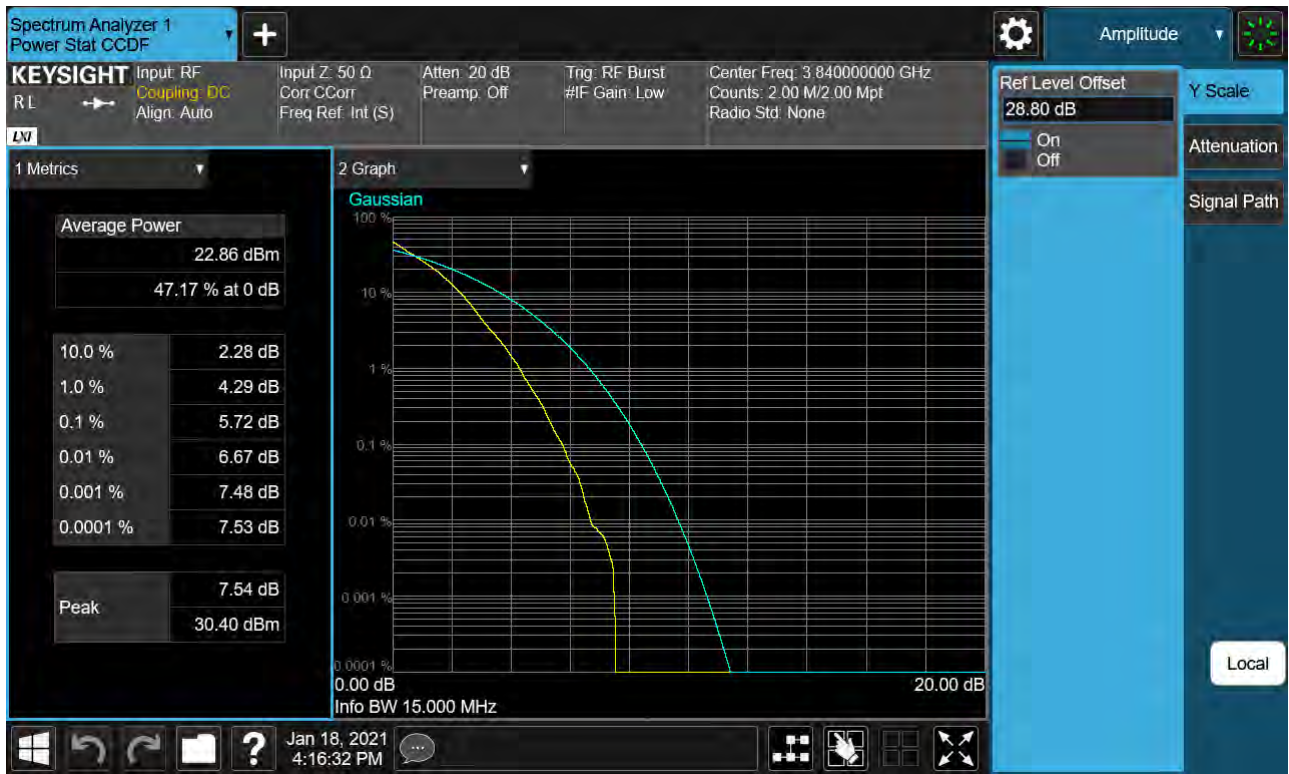 Spectrum Analyzer 1
Power Stat CCDF
Amplitude
KEYSIGHT
RL
LXI
Input: RF
Coupling: DC
Align: Auto
Input Z: 50 Ω
Corr CCorr
Freq Ref: Int (S)
Atten: 20 dB
Preamp: Off
Trig: RF Burst
#IF Gain: Low
Center Freq: 3.840000000 GHz
Counts: 2.00 M/2.00 Mpt
Radio Std: None
Ref Level Offset
28.80 dB
On
Off
Y Scale
Attenuation
Signal Path
1 Metrics
Average Power
22.86 dBm
47.17 % at 0 dB
10.0 % 2.28 dB
1.0 % 4.29 dB
0.1 % 5.72 dB
0.01 % 6.67 dB
0.001 % 7.48 dB
0.0001 % 7.53 dB
Peak
7.54 dB
30.40 dBm
2 Graph
Gaussian
100 %
10 %
1 %
0.1 %
0.01 %
0.001 %
0.0001 %
0.00 dB 20.00 dB
Info BW 15.000 MHz
Local
?
Jan 18, 2021
4:16:32 PM